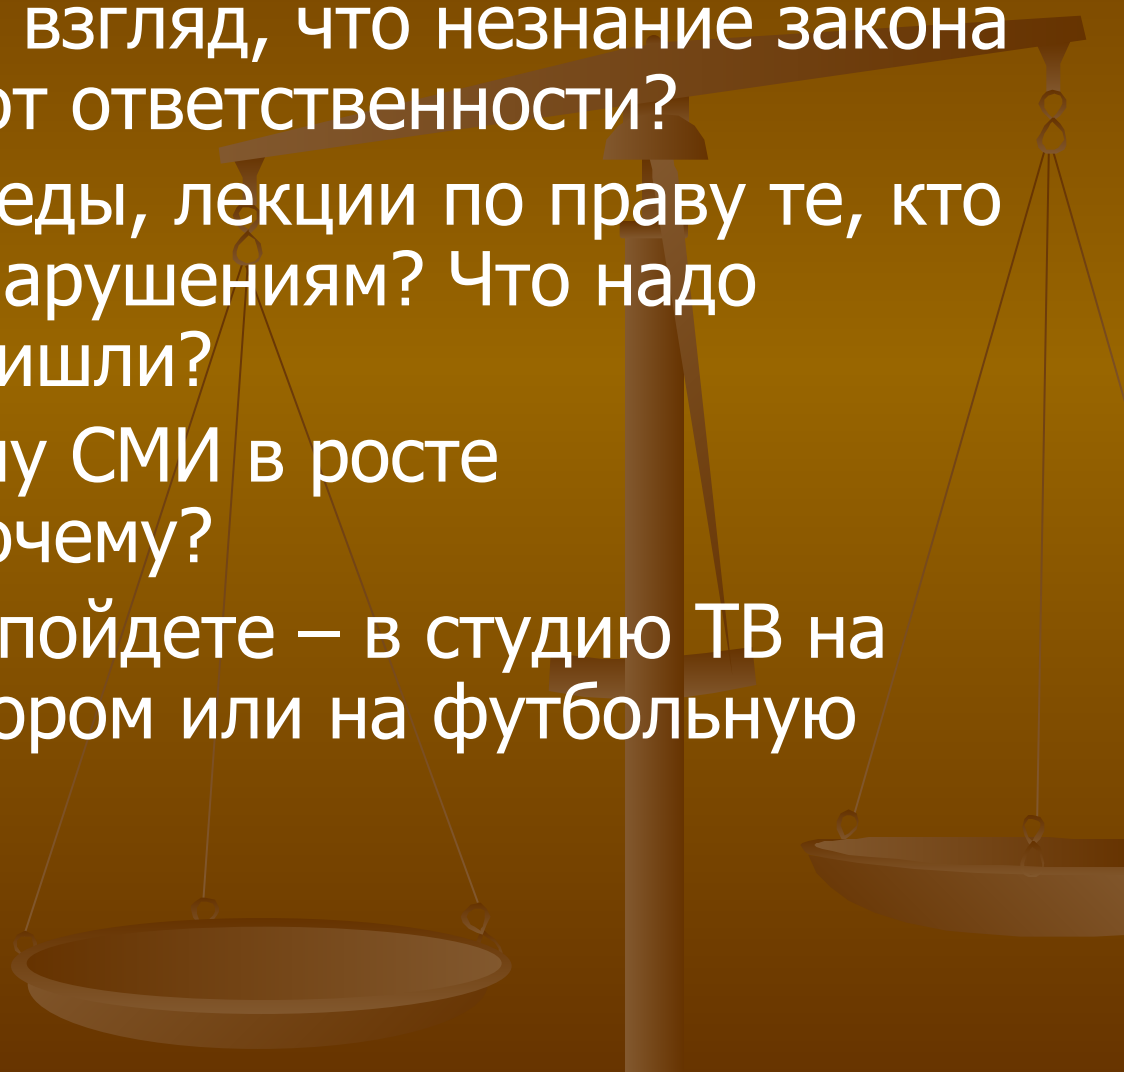 взгляд, что незнание закона
от ответственности?
еды, лекции по праву те, кто
арушениям? Что надо
ишли?
ну СМИ в росте
очему?
пойдете – в студию ТВ на
ором или на футбольную